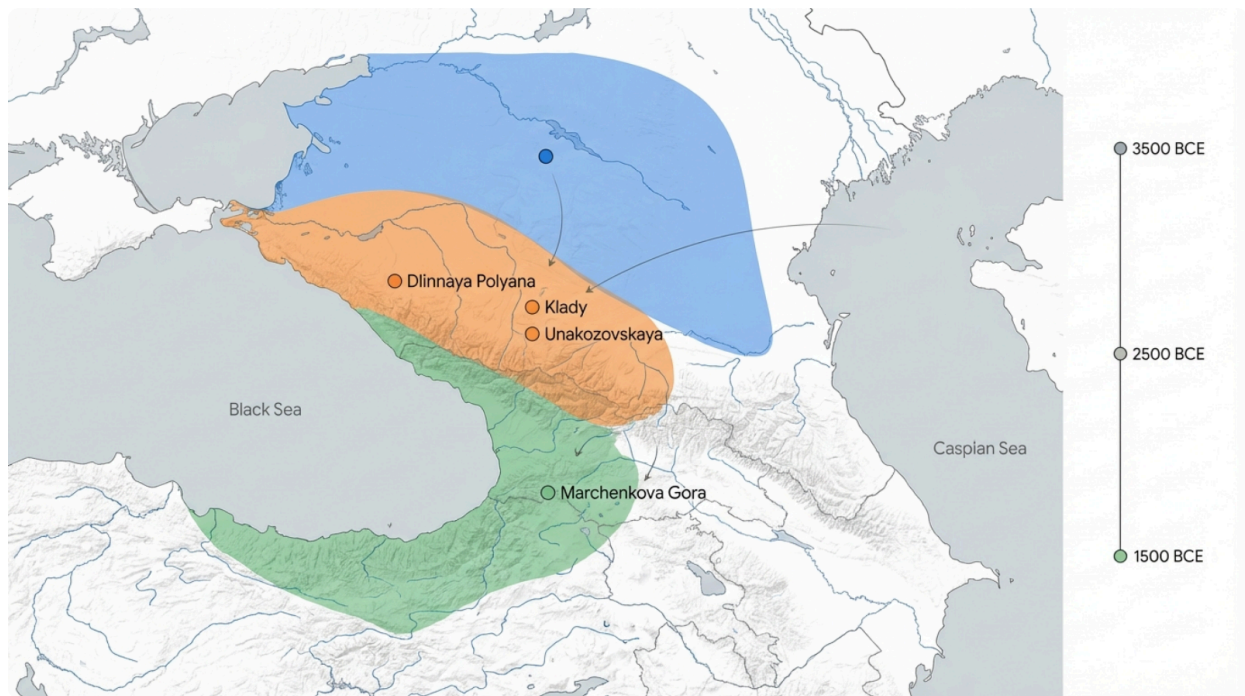 3500 BCE
Dlinnaya Polyana
Klady
Unakozovskaya
2500 BCE
Black Sea
Caspian Sea
Marchenkova Gora
1500 BCE